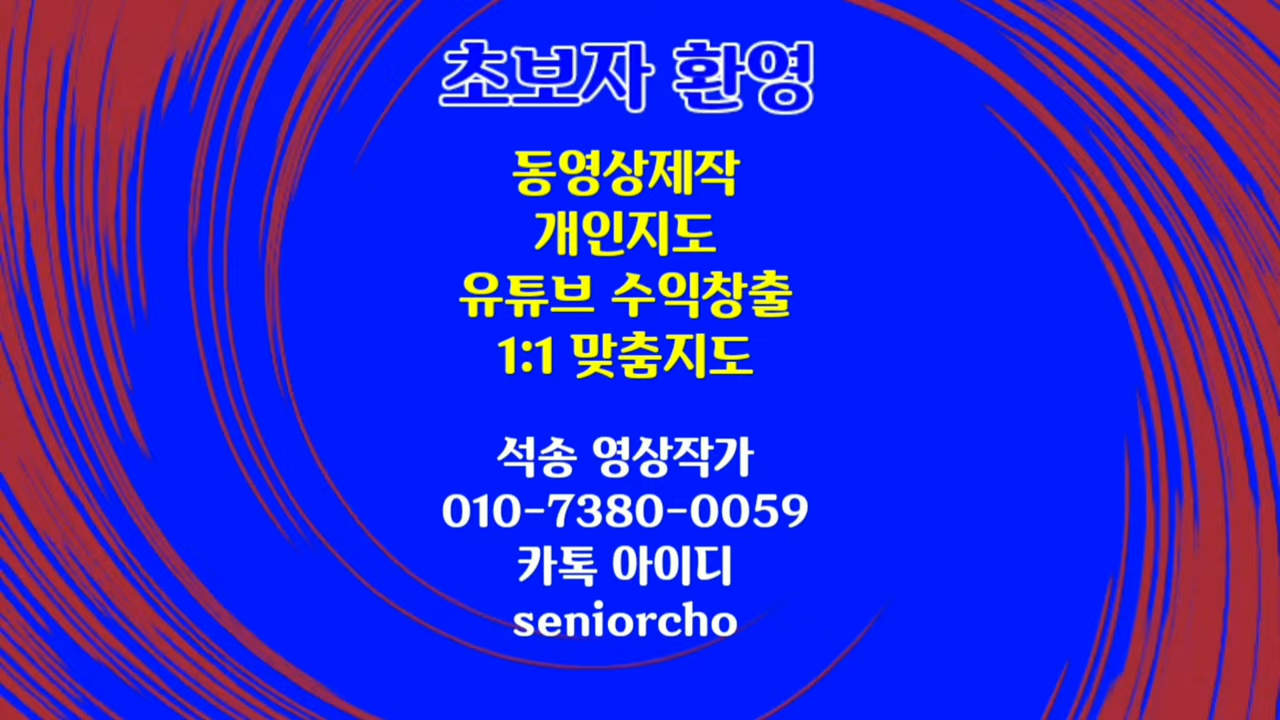 초보자 환영
동영상제작
개인지도
유튜브 수익창출
1:1 맞춤지도
석송 영상작가
010-7380-0059
카톡 아이디
seniorcho